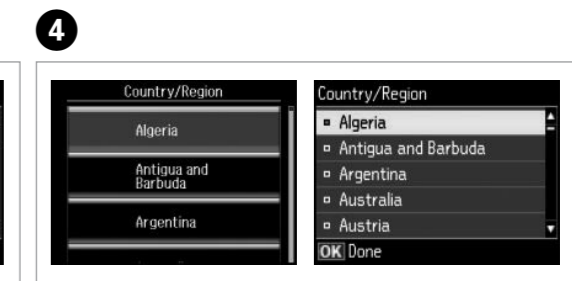 4
Country/Region
Algeria
Antigua and
Barbuda
Argentina
Country/Region
Algeria
Antigua and Barbuda
Argentina
Australia
Austria
OK Done